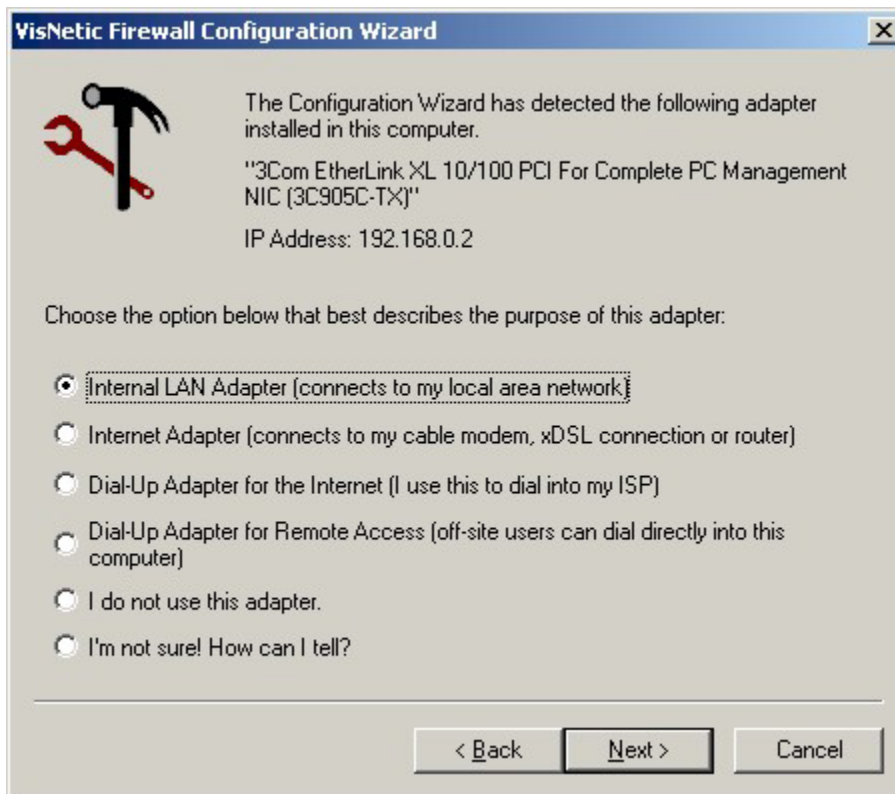 VisNetic Firewall Configuration Wizard
The Configuration Wizard has detected the following adapter
installed in this computer.
"3Com EtherLink XL 10/100 PCI For Complete PC Management
NIC (3C905C-TX)"
IP Address: 192.168.0.2
Choose the option below that best describes the purpose of this adapter:
Internal LAN Adapter (connects to my local area network)
Internet Adapter (connects to my cable modem, xDSL connection or router)
Dial-Up Adapter for the Internet (I use this to dial into my ISP)
Dial-Up Adapter for Remote Access (off-site users can dial directly into this
computer)
I do not use this adapter.
I'm not sure! How can I tell?
< Back
Next >
Cancel